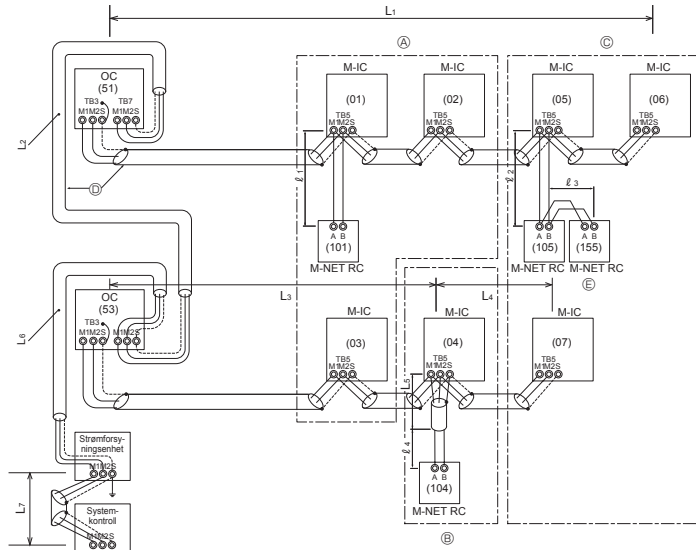 L1
A
C
M-IC
M-IC
M-IC
M-IC
OC
(51)
TB3 TB7
M1M2S M1M2S
(01)
TB5
M1M2S
(02)
TB5
M1M2S
(05)
TB5
M1M2S
(06)
TB5
M1M2S
L2
D
ℓ1
ℓ2
ℓ3
A B
(101)
M-NET RC
A B
(105)
M-NET RC
A B
(155)
M-NET RC
E
L3
L4
L6
OC
(53)
TB3
M1M2S M1M2S
M-IC
(03)
TB5
M1M2S
M-IC
(04)
TB5
M1M2S
M-IC
(07)
TB5
M1M2S
L5
ℓ4
A B
(104)
M-NET RC
B
Strømforsy-
ningsenhet
M1M2S
L7
System-
kontroll
M1M2S